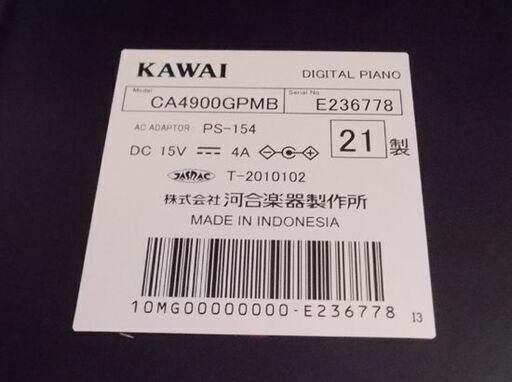 KAWAI
DIGITAL PIANO
Model
Serial No.
CA4900GPMB
E236778
AC ADAPTOR PS-154
21 製
DC 15V 4A
JASRAC T-2010102
株式会社 河合楽器製作所
MADE IN INDONESIA
10MG00000000-E236778
13